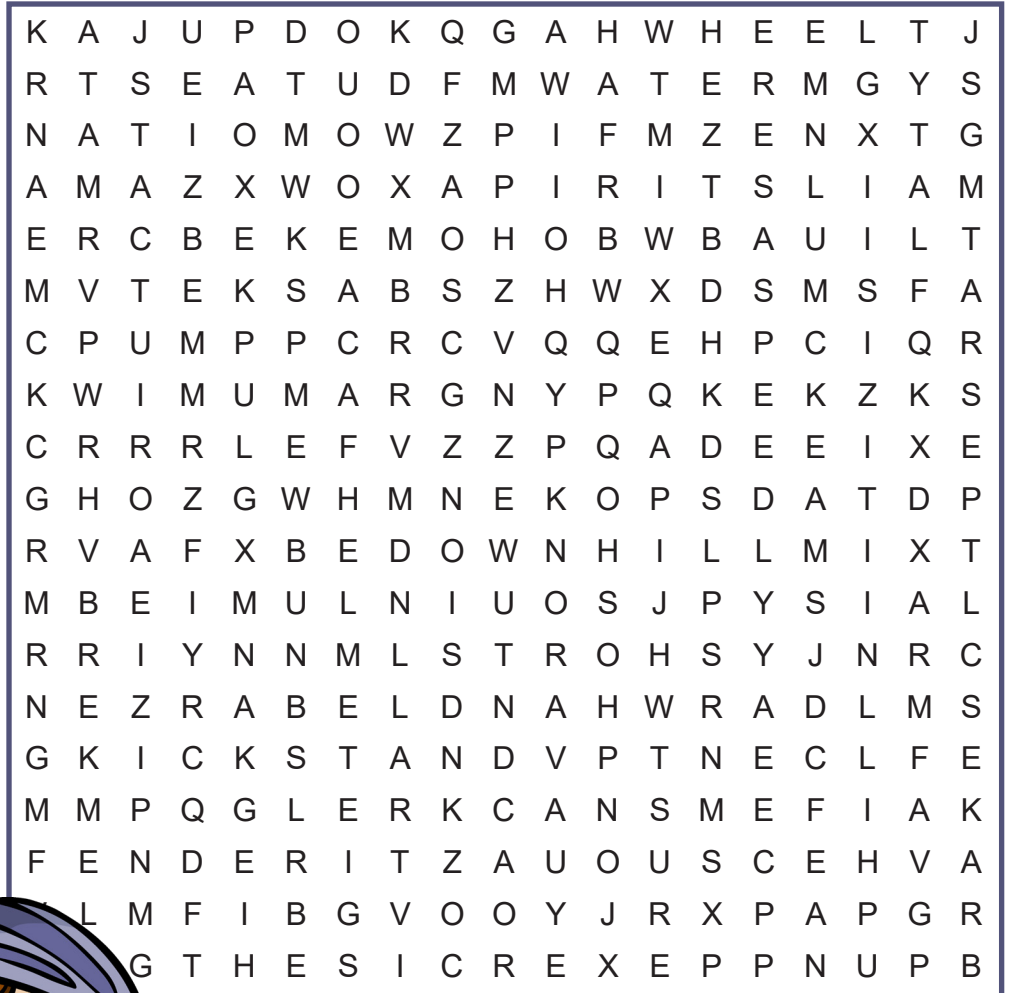 K A J U P D O K Q G A H W H E E L T J
R T S E A T U D F M W A T E R M G Y S
N A T I O M O W Z P I F M Z E N X T G
A M A Z X W O X A P I R I T S L I A M
E R C B E K E M O H O B W B A U I L T
M V T E K S A B S Z H W X D S M S F A
C P U M P P C R C V Q Q E H P C I Q R
K W I M U M A R G N Y P Q K E K Z K S
C R R R L E F V Z Z P Q A D E E I X E
G H O Z G W H M N E K O P S D A T D P
R V A F X B E D O W N H I L L M I X T
M B E I M U L N I U O S J P Y S I A L
R R I Y N N M L S T R O H S Y J N R C
N E Z R A B E L D N A H W R A D L M S
G K I C K S T A N D V P T N E C L F E
M M P Q G L E R K C A N S M E F I A K
F E N D E R I T Z A U O U S C E H V A
L M F I B G V O O Y J R X P A P G R
G T H E S I C R E X E P P N U P B